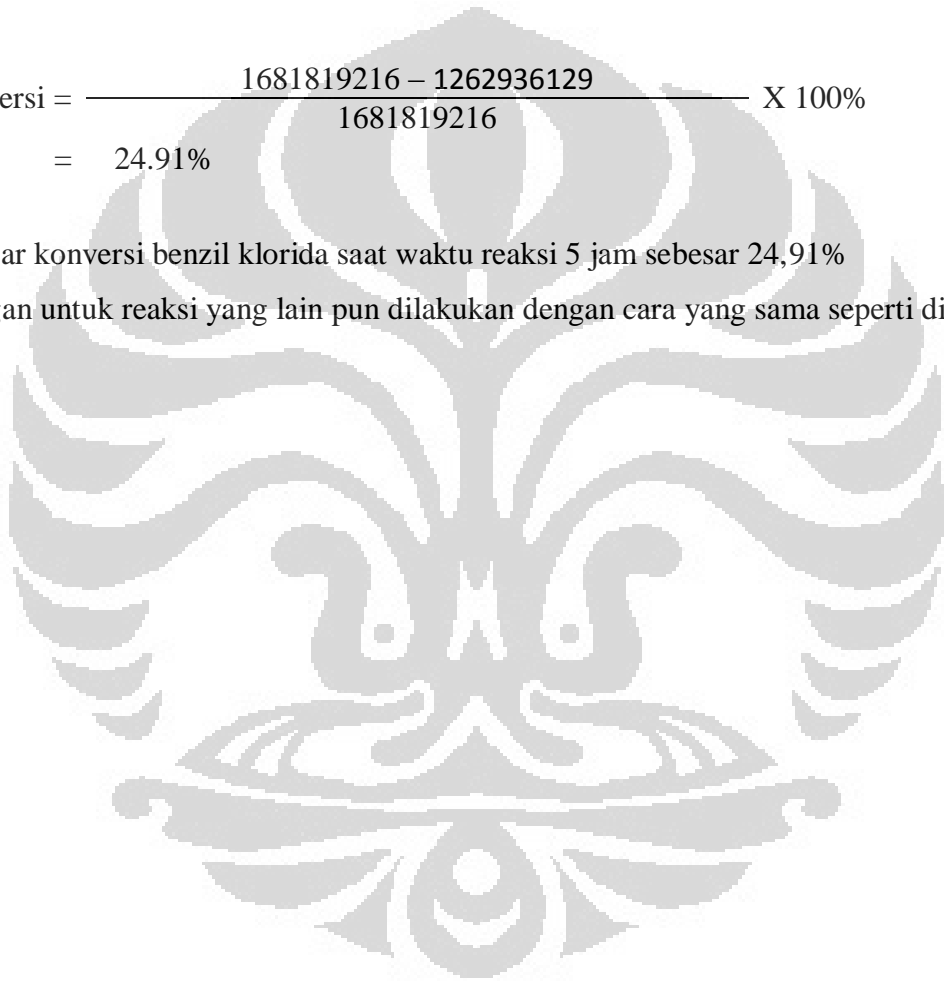 1681819216 – 1262936129
ersi = X 100%
1681819216
= 24.91%
ar konversi benzil klorida saat waktu reaksi 5 jam sebesar 24,91%
gan untuk reaksi yang lain pun dilakukan dengan cara yang sama seperti di